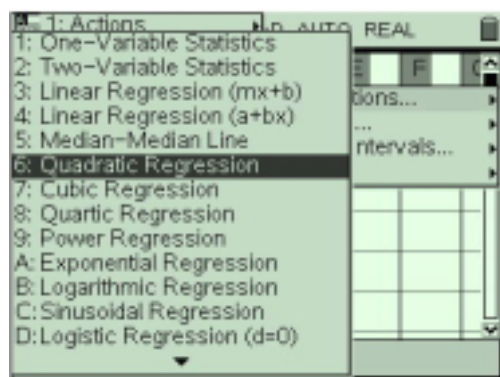 1: Actions
RAD AUTO REAL
1: One-Variable Statistics
2: Two-Variable Statistics
3: Linear Regression (mx+b)
4: Linear Regression (a+bx)
5: Median-Median Line
6: Quadratic Regression
7: Cubic Regression
8: Quartic Regression
9: Power Regression
A: Exponential Regression
B: Logarithmic Regression
C: Sinusoidal Regression
D: Logistic Regression (d=0)
E F G
tions...
...
ntervals...